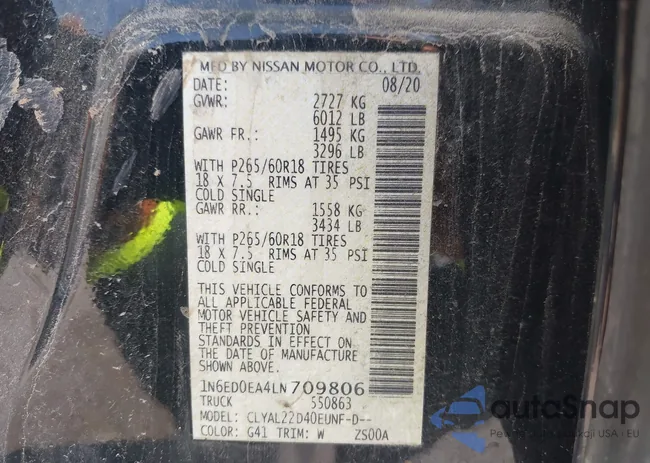 MFD BY NISSAN MOTOR CO., LTD.
DATE: 08/20
GVWR: 2727 KG
6012 LB
GAWR FR.: 1495 KG
3296 LB
WITH P265/60R18 TIRES
18 X 7.5 RIMS AT 35 PSI
COLD SINGLE
GAWR RR.: 1558 KG
3434 LB
WITH P265/60R18 TIRES
18 X 7.5 RIMS AT 35 PSI
COLD SINGLE
THIS VEHICLE CONFORMS TO
ALL APPLICABLE FEDERAL
MOTOR VEHICLE SAFETY AND
THEFT PREVENTION
STANDARDS IN EFFECT ON
THE DATE OF MANUFACTURE
SHOWN ABOVE.
1N6ED0EA4LN709806
TRUCK 550863
MODEL: CLYAL22D40EUNF-D--
COLOR: G41 TRIM: W ZS00A
autoSnap
USA i EU